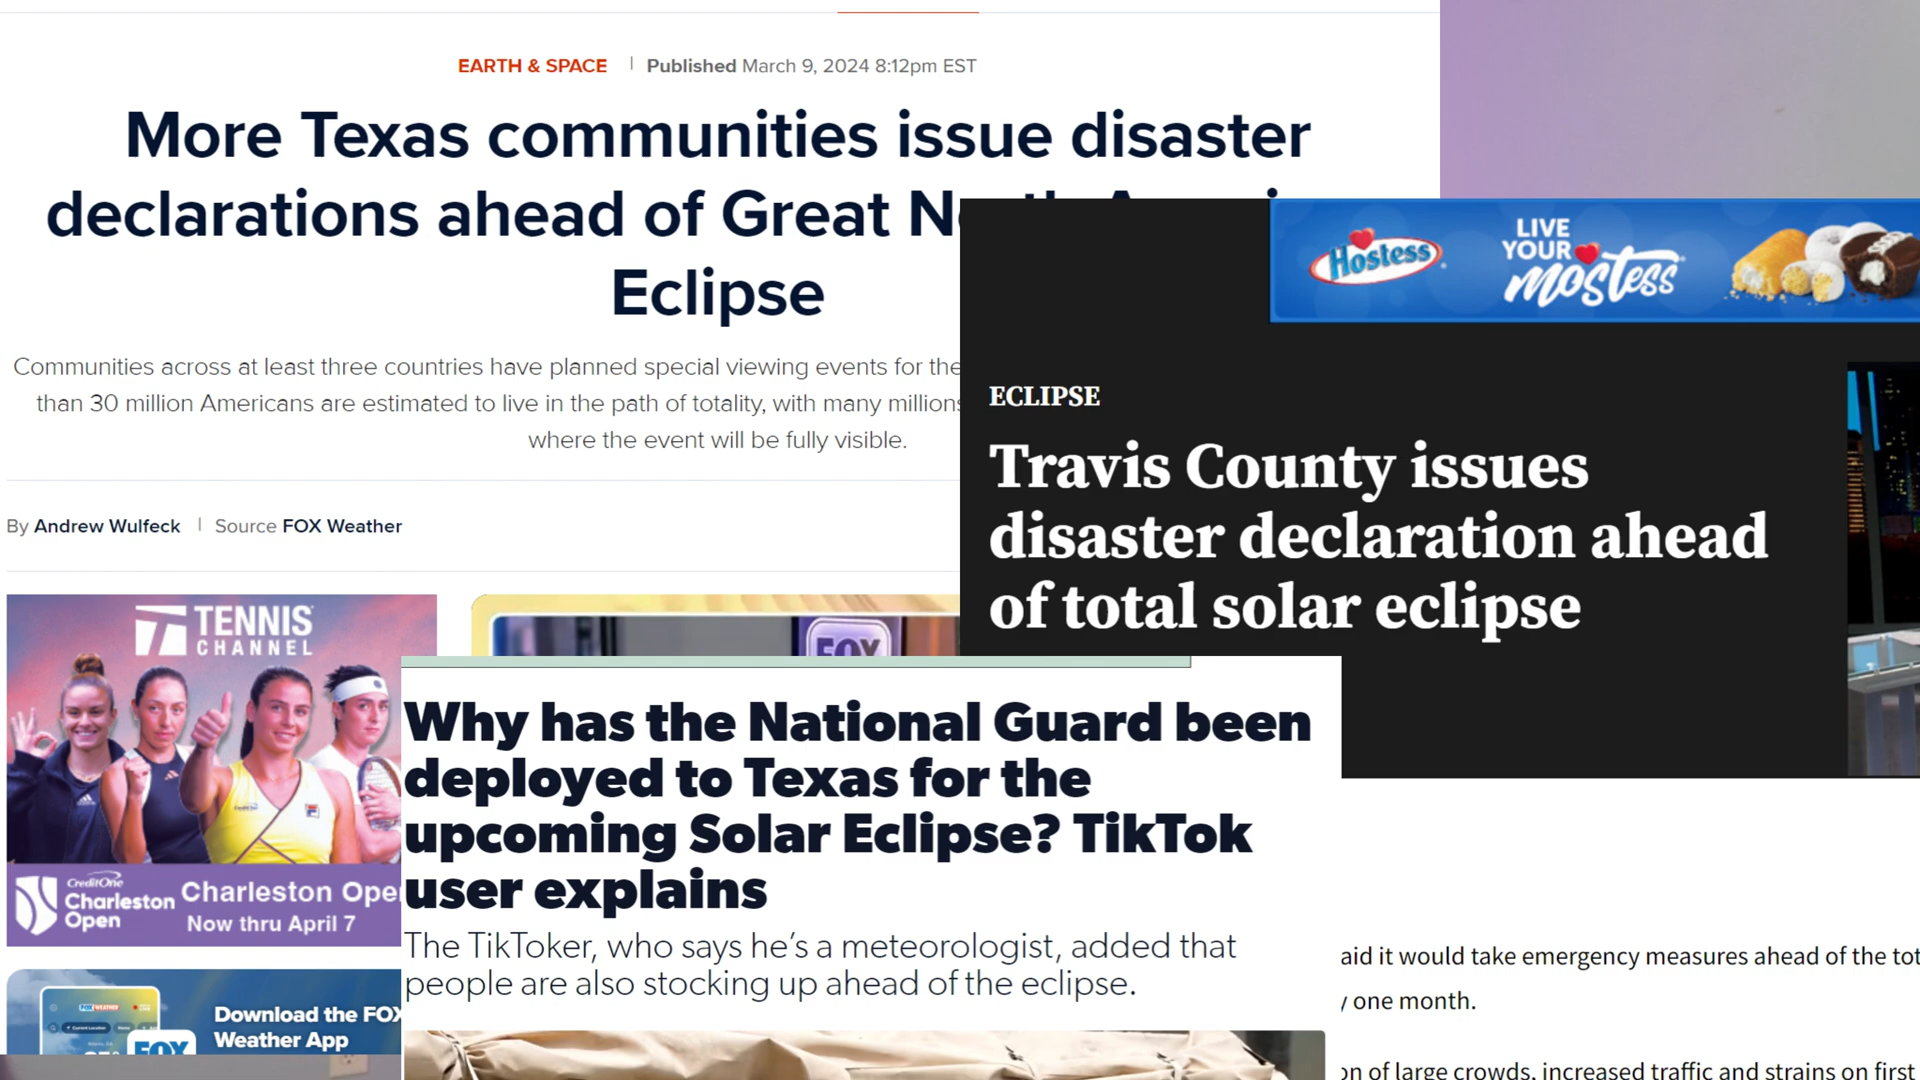 EARTH & SPACE | Published March 9, 2024 8:12pm EST
More Texas communities issue disaster
declarations ahead of Great
Eclipse
Communities across at least three countries have planned special viewing events for the
than 30 million Americans are estimated to live in the path of totality, with many millions
where the event will be fully visible.
By Andrew Wulfeck | Source FOX Weather
TENNIS
CHANNEL
CreditOne
Charleston
Open
Charleston Ope
Now thru April 7
Download the FOX
Weather App
FOX
FOX
Hostess
LIVE
YOUR
mostess
ECLIPSE
Travis County issues
disaster declaration ahead
of total solar eclipse
Why has the National Guard been
deployed to Texas for the
upcoming Solar Eclipse? TikTok
user explains
The TikToker, who says he's a meteorologist, added that
people are also stocking up ahead of the eclipse.
aid it would take emergency measures ahead of the tot
one month.
on of large crowds, increased traffic and strains on first